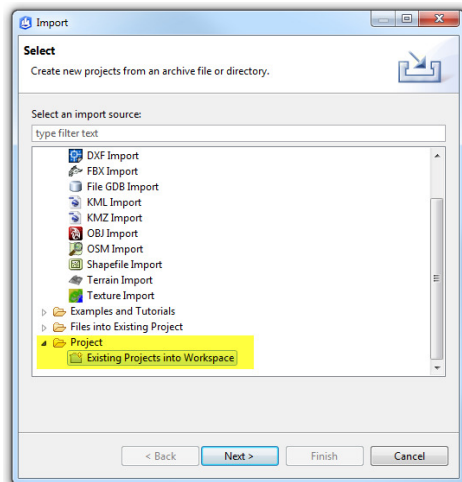 Import
Select
Create new projects from an archive file or directory.
Select an import source:
type filter text
DXF Import
FBX Import
File GDB Import
KML Import
KMZ Import
OBJ Import
OSM Import
Shapefile Import
Terrain Import
Texture Import
Examples and Tutorials
Files into Existing Project
Project
Existing Projects into Workspace
< Back Next > Finish Cancel